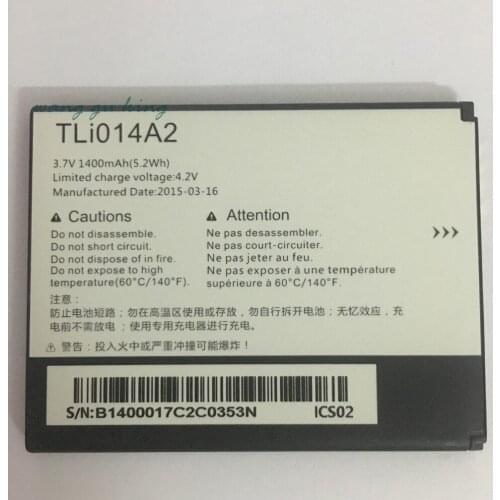 wang gu king
TLi014A2
3.7V 1400mAh(5.2Wh)
Limited charge voltage:4.2V
Manufactured Date:2015-03-16
Cautions
Do not disassemble.
Do not short circuit.
Do not dispose of in fire.
Do not expose to high
temperature(60°C/140°F).
Attention
Ne pas desassembler.
Ne pas court-circuiter.
Ne pas jeter au feu.
Ne pas exposer à température
supérieure à 60°C/140°F.
>>>
注意：
防止电池短路；勿在高温区使用或存放；勿自行拆开电池；无忆效应，充
电前不需放电；使用专用充电器进行充电。
警告：投入火中或严重冲撞可能爆炸！
S/N:B1400017C2C0353N
ICS02